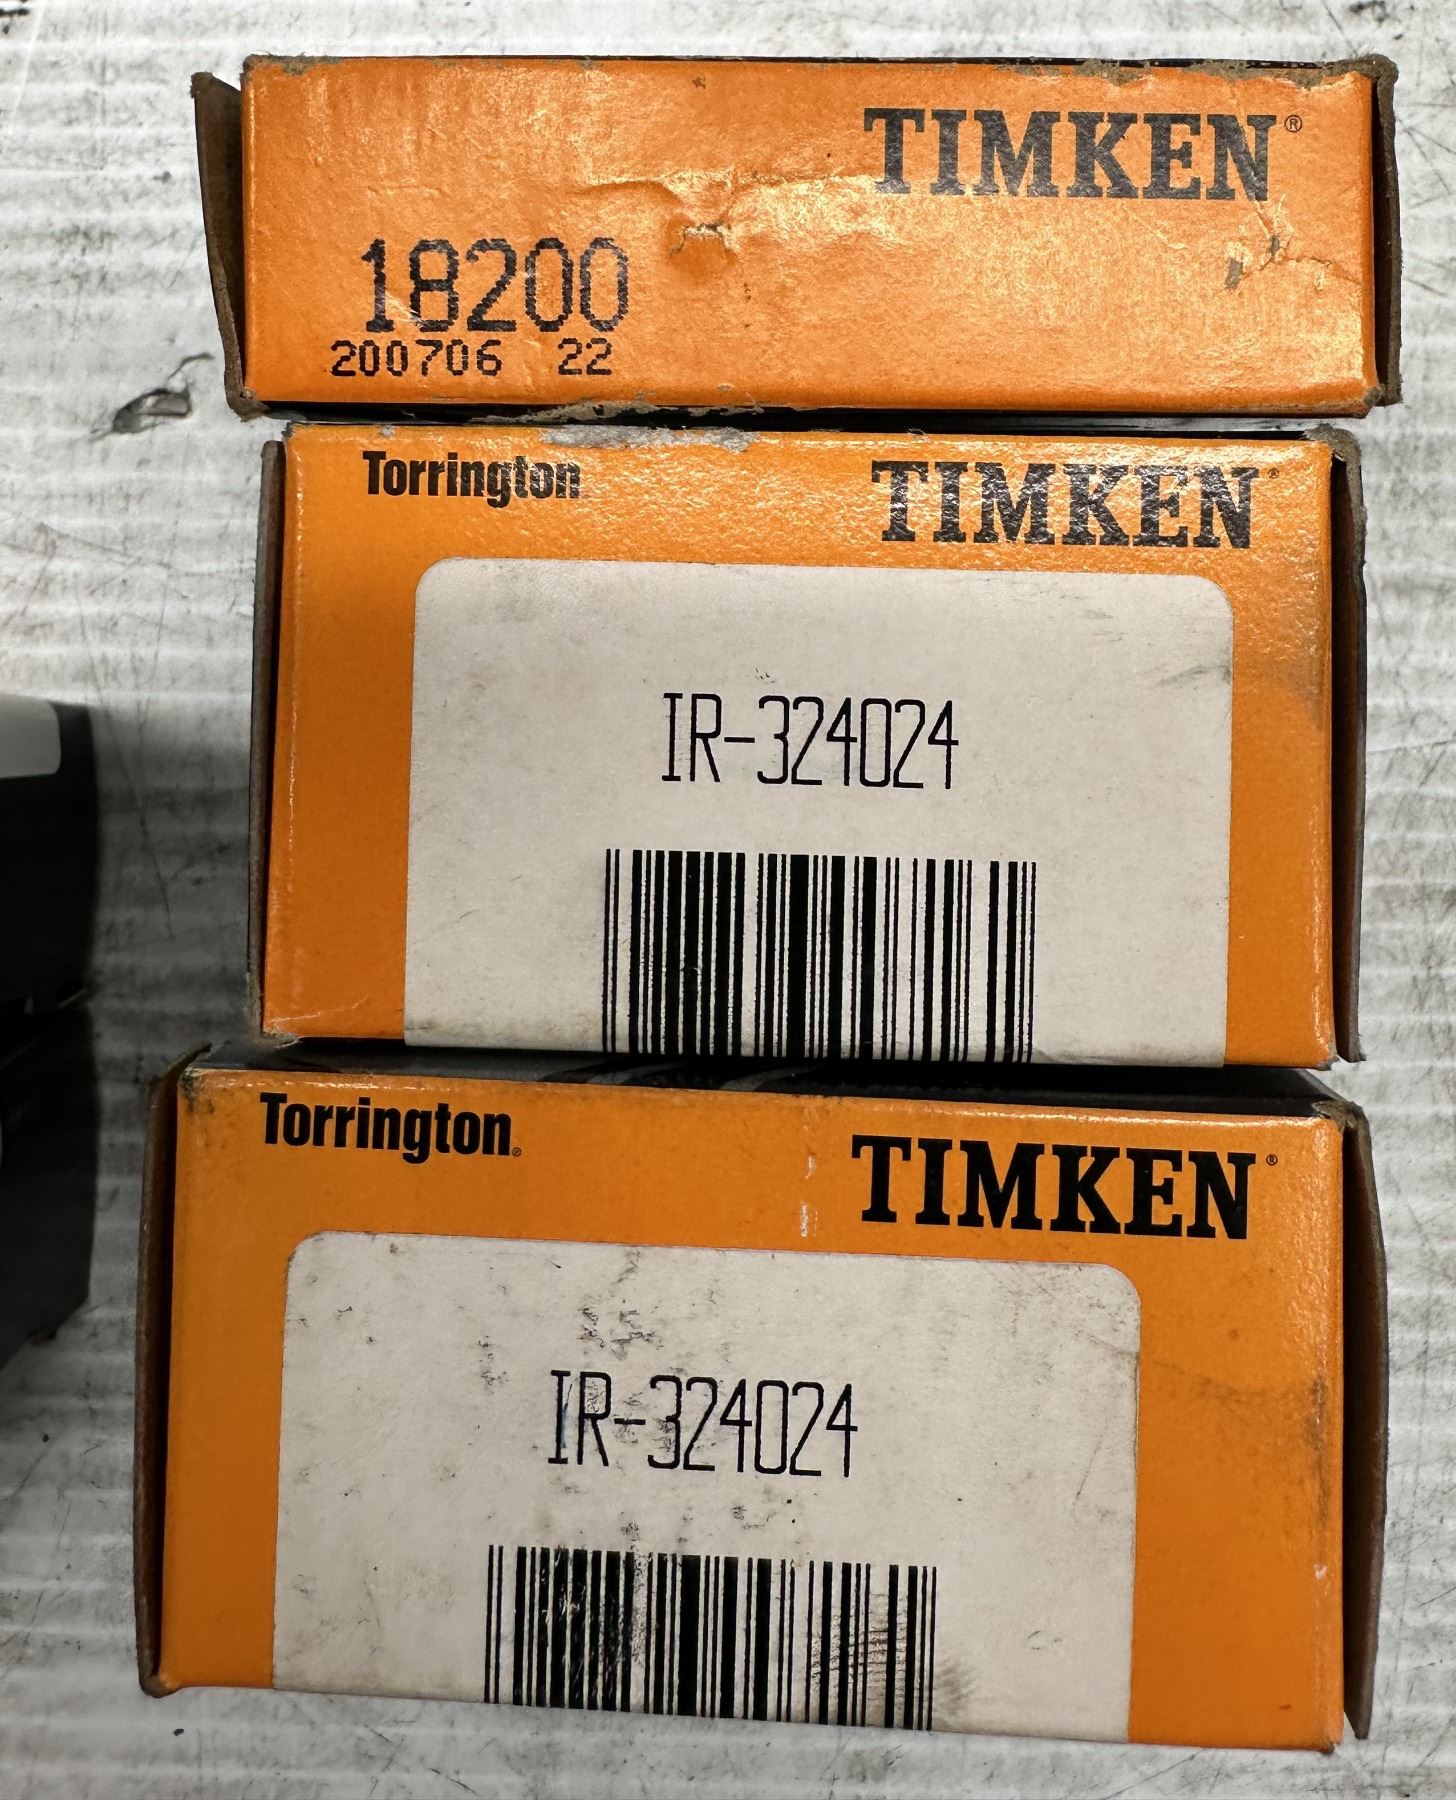 TIMKEN®
18200
200706 22
Torrington TIMKEN®
IR-324024
Torrington® TIMKEN®
IR-324024